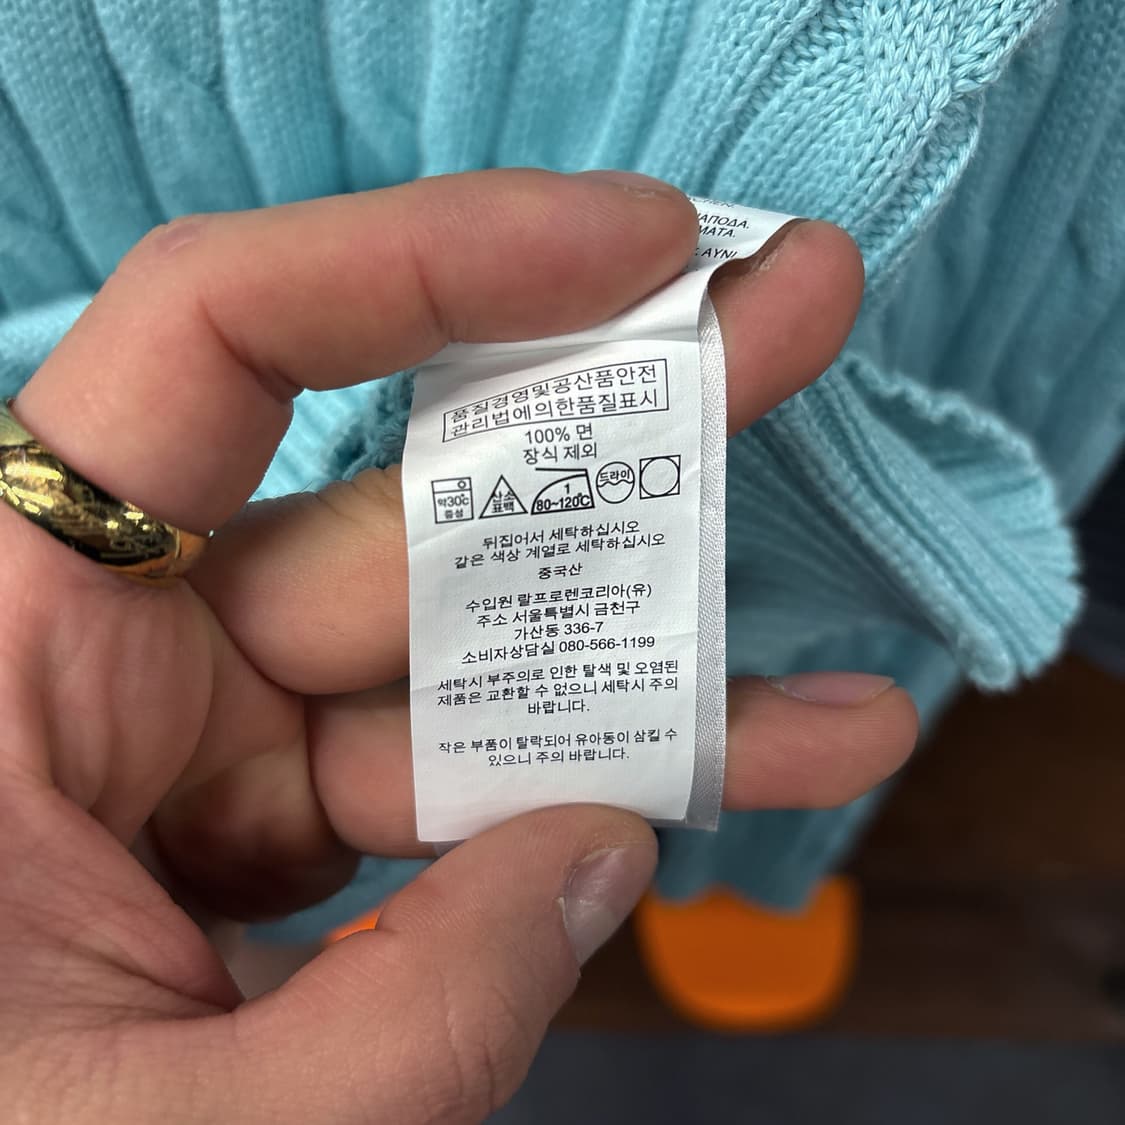 ΑΠΟΔΑ.
ΜΑΤΑ.
ΑΥΝΙ
품질경영및공산품안전
관리법에의한품질표시
100% 면
장식 제외
약30℃
중성
산소
표백
1
80~120℃
드라이
뒤집어서 세탁하십시오
같은 색상 계열로 세탁하십시오
중국산
수입원 랄프로렌코리아(유)
주소 서울특별시 금천구
가산동 336-7
소비자상담실 080-566-1199
세탁시 부주의로 인한 탈색 및 오염된
제품은 교환할 수 없으니 세탁시 주의
바랍니다.
작은 부품이 탈락되어 유아동이 삼킬 수
있으니 주의 바랍니다.